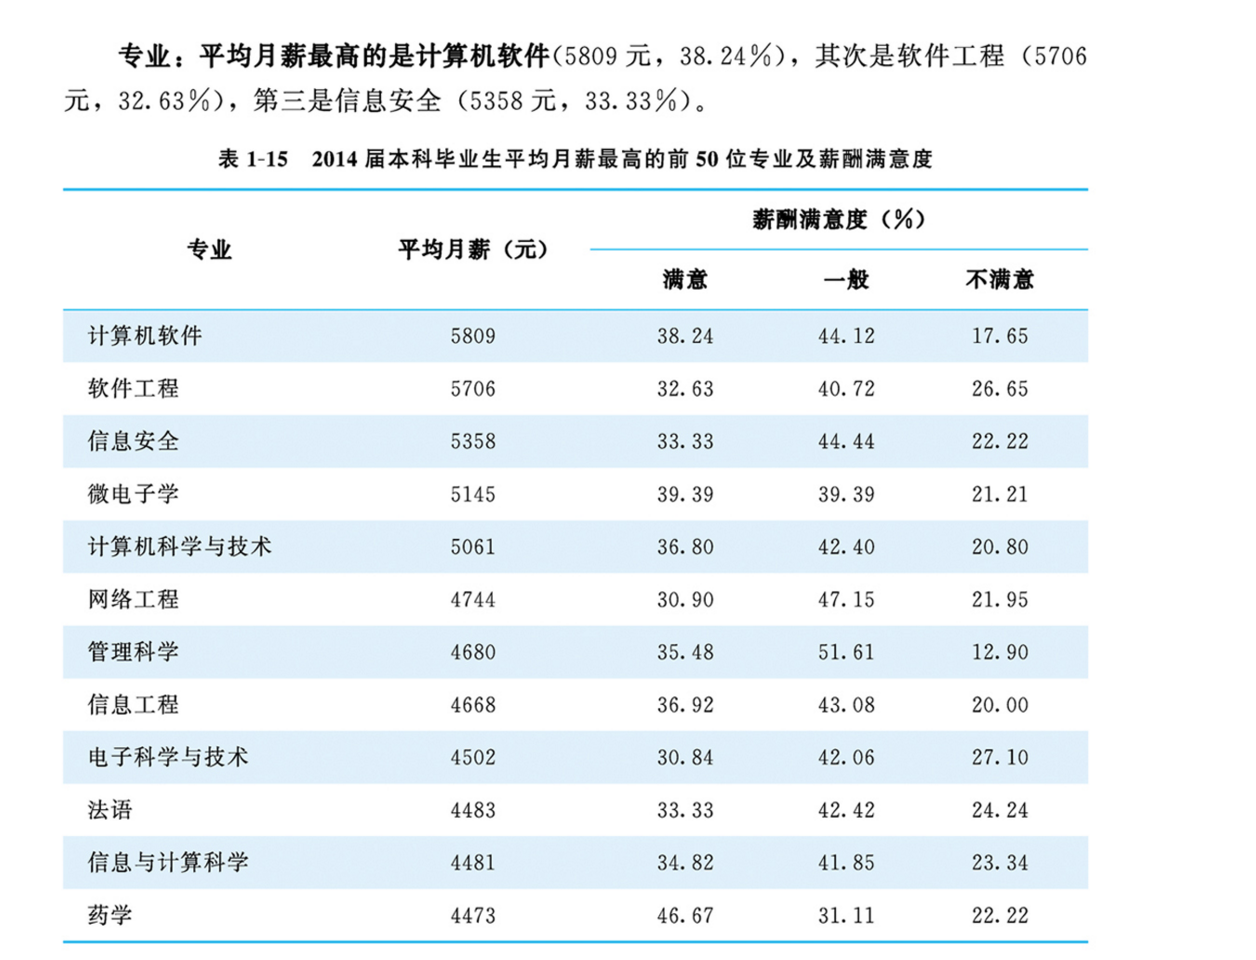 专业：平均月薪最高的是计算机软件(5809 元，38.24%)，其次是软件工程（5706
元，32.63%)，第三是信息安全（5358 元，33.33%)。
表 1-15 2014 届本科毕业生平均月薪最高的前 50 位专业及薪酬满意度
专业 平均月薪（元） 薪酬满意度（%）
满意 一般 不满意
计算机软件 5809 38.24 44.12 17.65
软件工程 5706 32.63 40.72 26.65
信息安全 5358 33.33 44.44 22.22
微电子学 5145 39.39 39.39 21.21
计算机科学与技术 5061 36.80 42.40 20.80
网络工程 4744 30.90 47.15 21.95
管理科学 4680 35.48 51.61 12.90
信息工程 4668 36.92 43.08 20.00
电子科学与技术 4502 30.84 42.06 27.10
法语 4483 33.33 42.42 24.24
信息与计算科学 4481 34.82 41.85 23.34
药学 4473 46.67 31.11 22.22